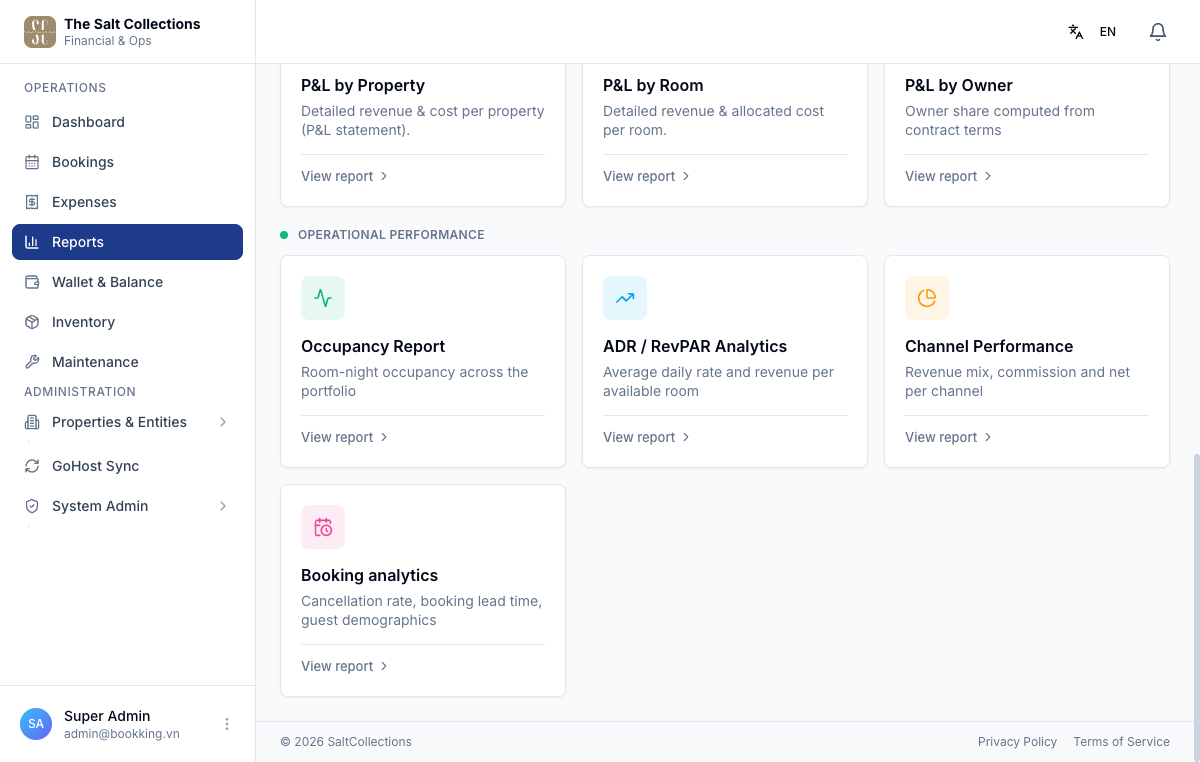 The Salt Collections
Financial & Ops
EN
OPERATIONS
Dashboard
Bookings
Expenses
Reports
Wallet & Balance
Inventory
Maintenance
ADMINISTRATION
Properties & Entities
GoHost Sync
System Admin
Super Admin
SA
admin@bookking.vn
P&L by Property
Detailed revenue & cost per property
(P&L statement).
View report
P&L by Room
Detailed revenue & allocated cost
per room.
View report
P&L by Owner
Owner share computed from
contract terms
View report
OPERATIONAL PERFORMANCE
Occupancy Report
Room-night occupancy across the
portfolio
View report
ADR / RevPAR Analytics
Average daily rate and revenue per
available room
View report
Channel Performance
Revenue mix, commission and net
per channel
View report
Booking analytics
Cancellation rate, booking lead time,
guest demographics
View report
© 2026 SaltCollections
Privacy Policy
Terms of Service